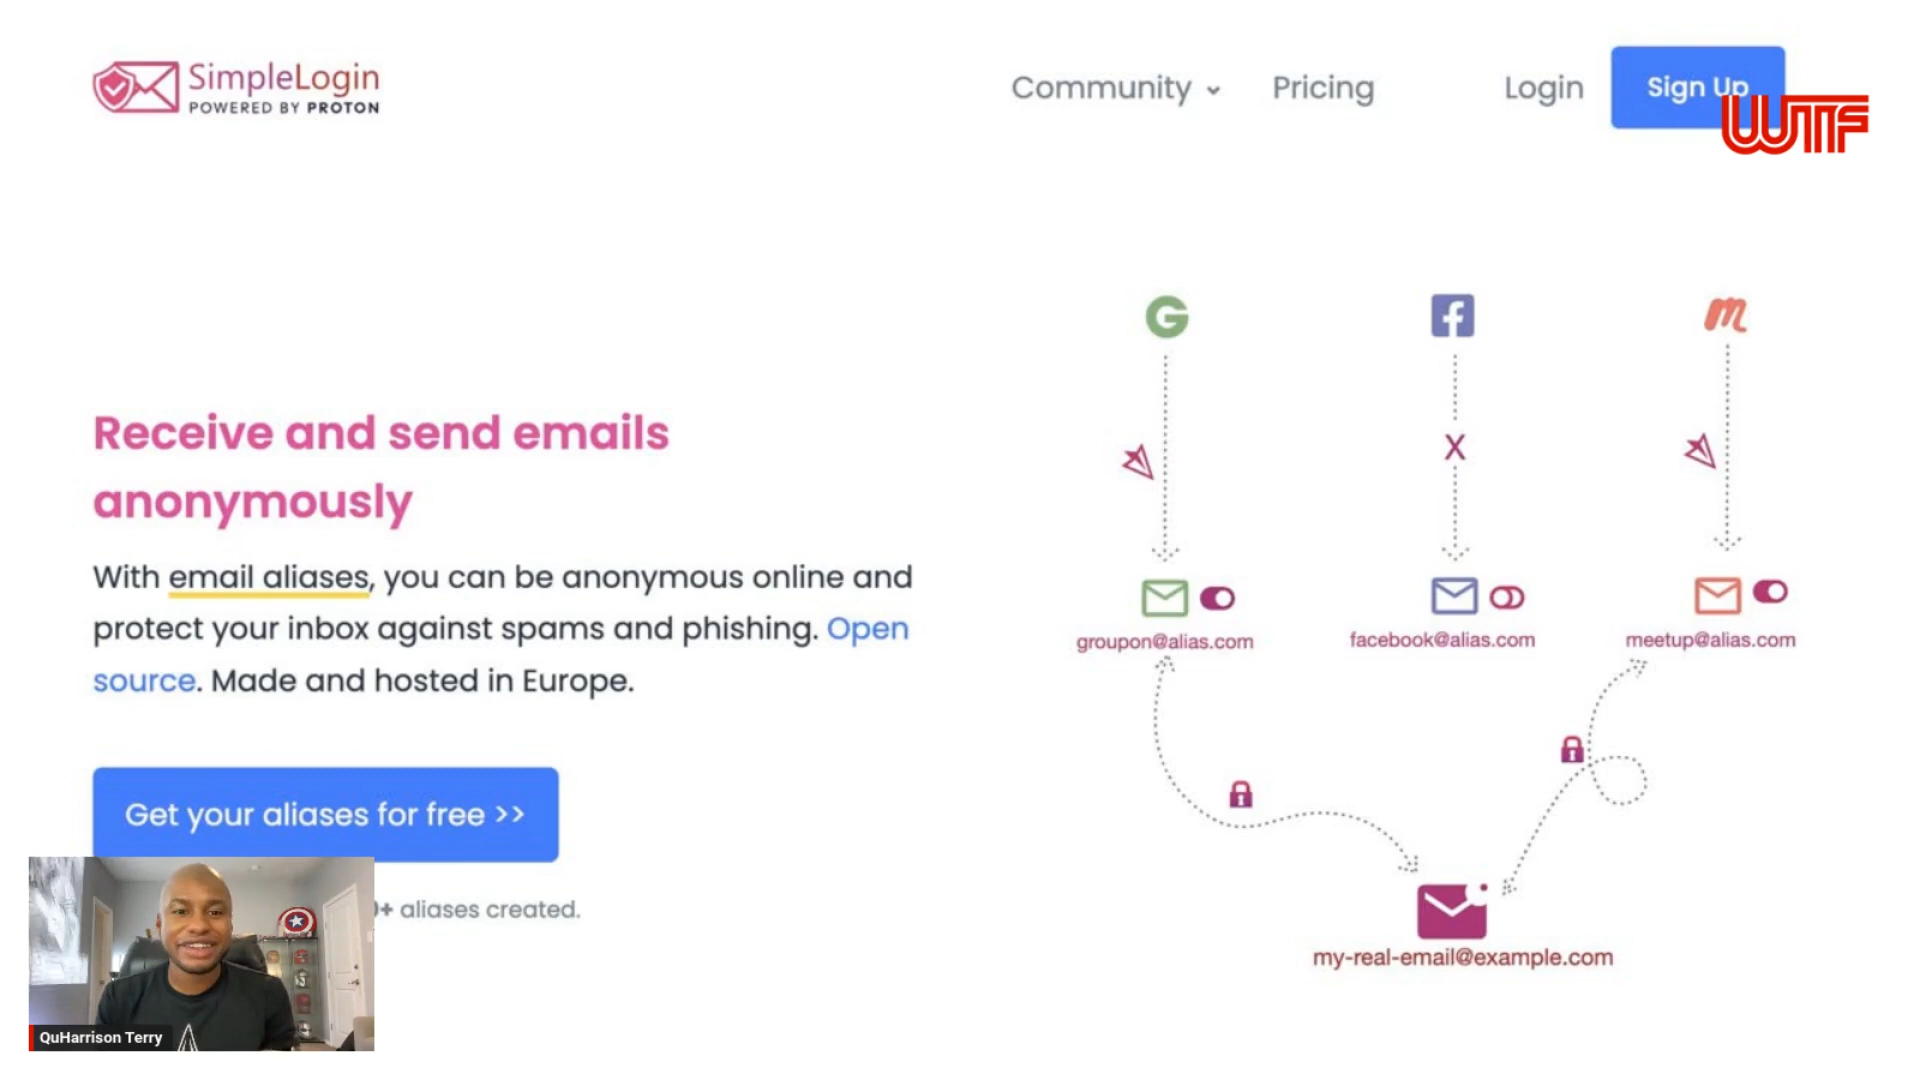 SimpleLogin
POWERED BY PROTON
Community
Pricing
Login
Sign Up
WTF
Receive and send emails
anonymously
With email aliases, you can be anonymous online and
protect your inbox against spams and phishing. Open
source. Made and hosted in Europe.
Get your aliases for free >>
+ aliases created.
X
groupon@alias.com
facebook@alias.com
meetup@alias.com
my-real-email@example.com
QuHarrison Terry